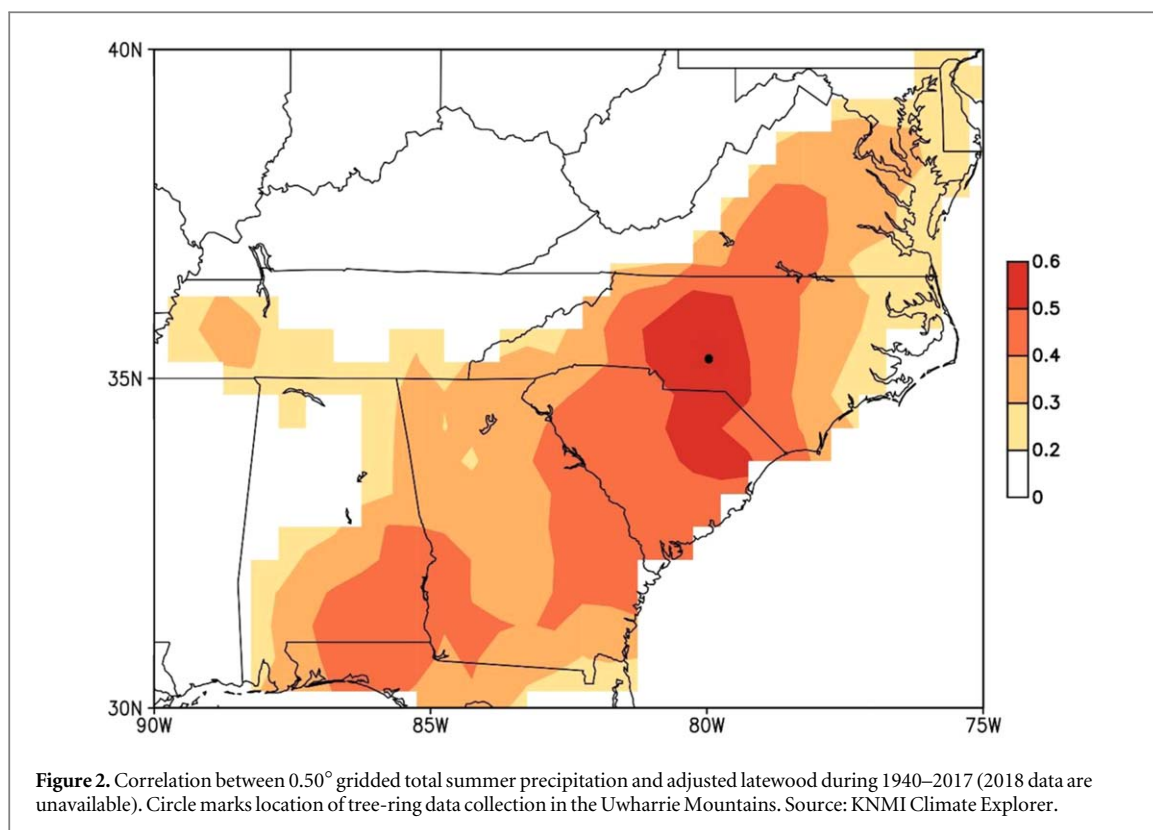 40N
35N
30N
90W
85W
80W
75W
0.6
0.5
0.4
0.3
0.2
0
Figure 2. Correlation between 0.50° gridded total summer precipitation and adjusted latewood during 1940–2017 (2018 data are
unavailable). Circle marks location of tree-ring data collection in the Uwharrie Mountains. Source: KNMI Climate Explorer.